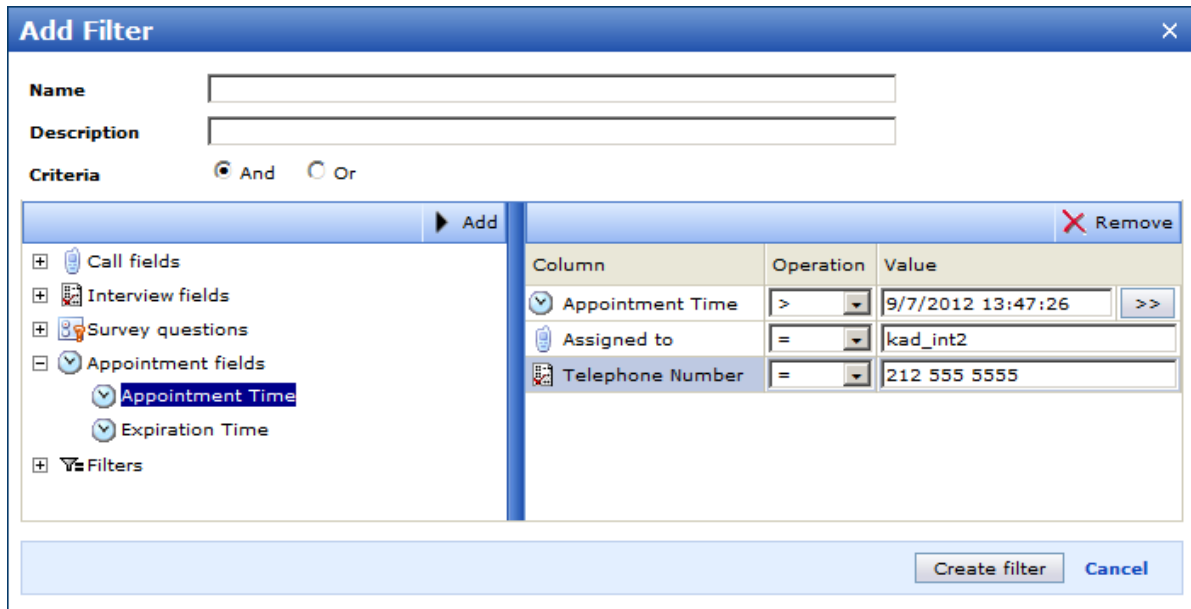 Add Filter
Name
Description
Criteria And Or
Add
Remove
Call fields
Interview fields
Survey questions
Appointment fields
Appointment Time
Expiration Time
Filters
Column Operation Value
Appointment Time > 9/7/2012 13:47:26 >>
Assigned to = kad_int2
Telephone Number = 212 555 5555
Create filter Cancel